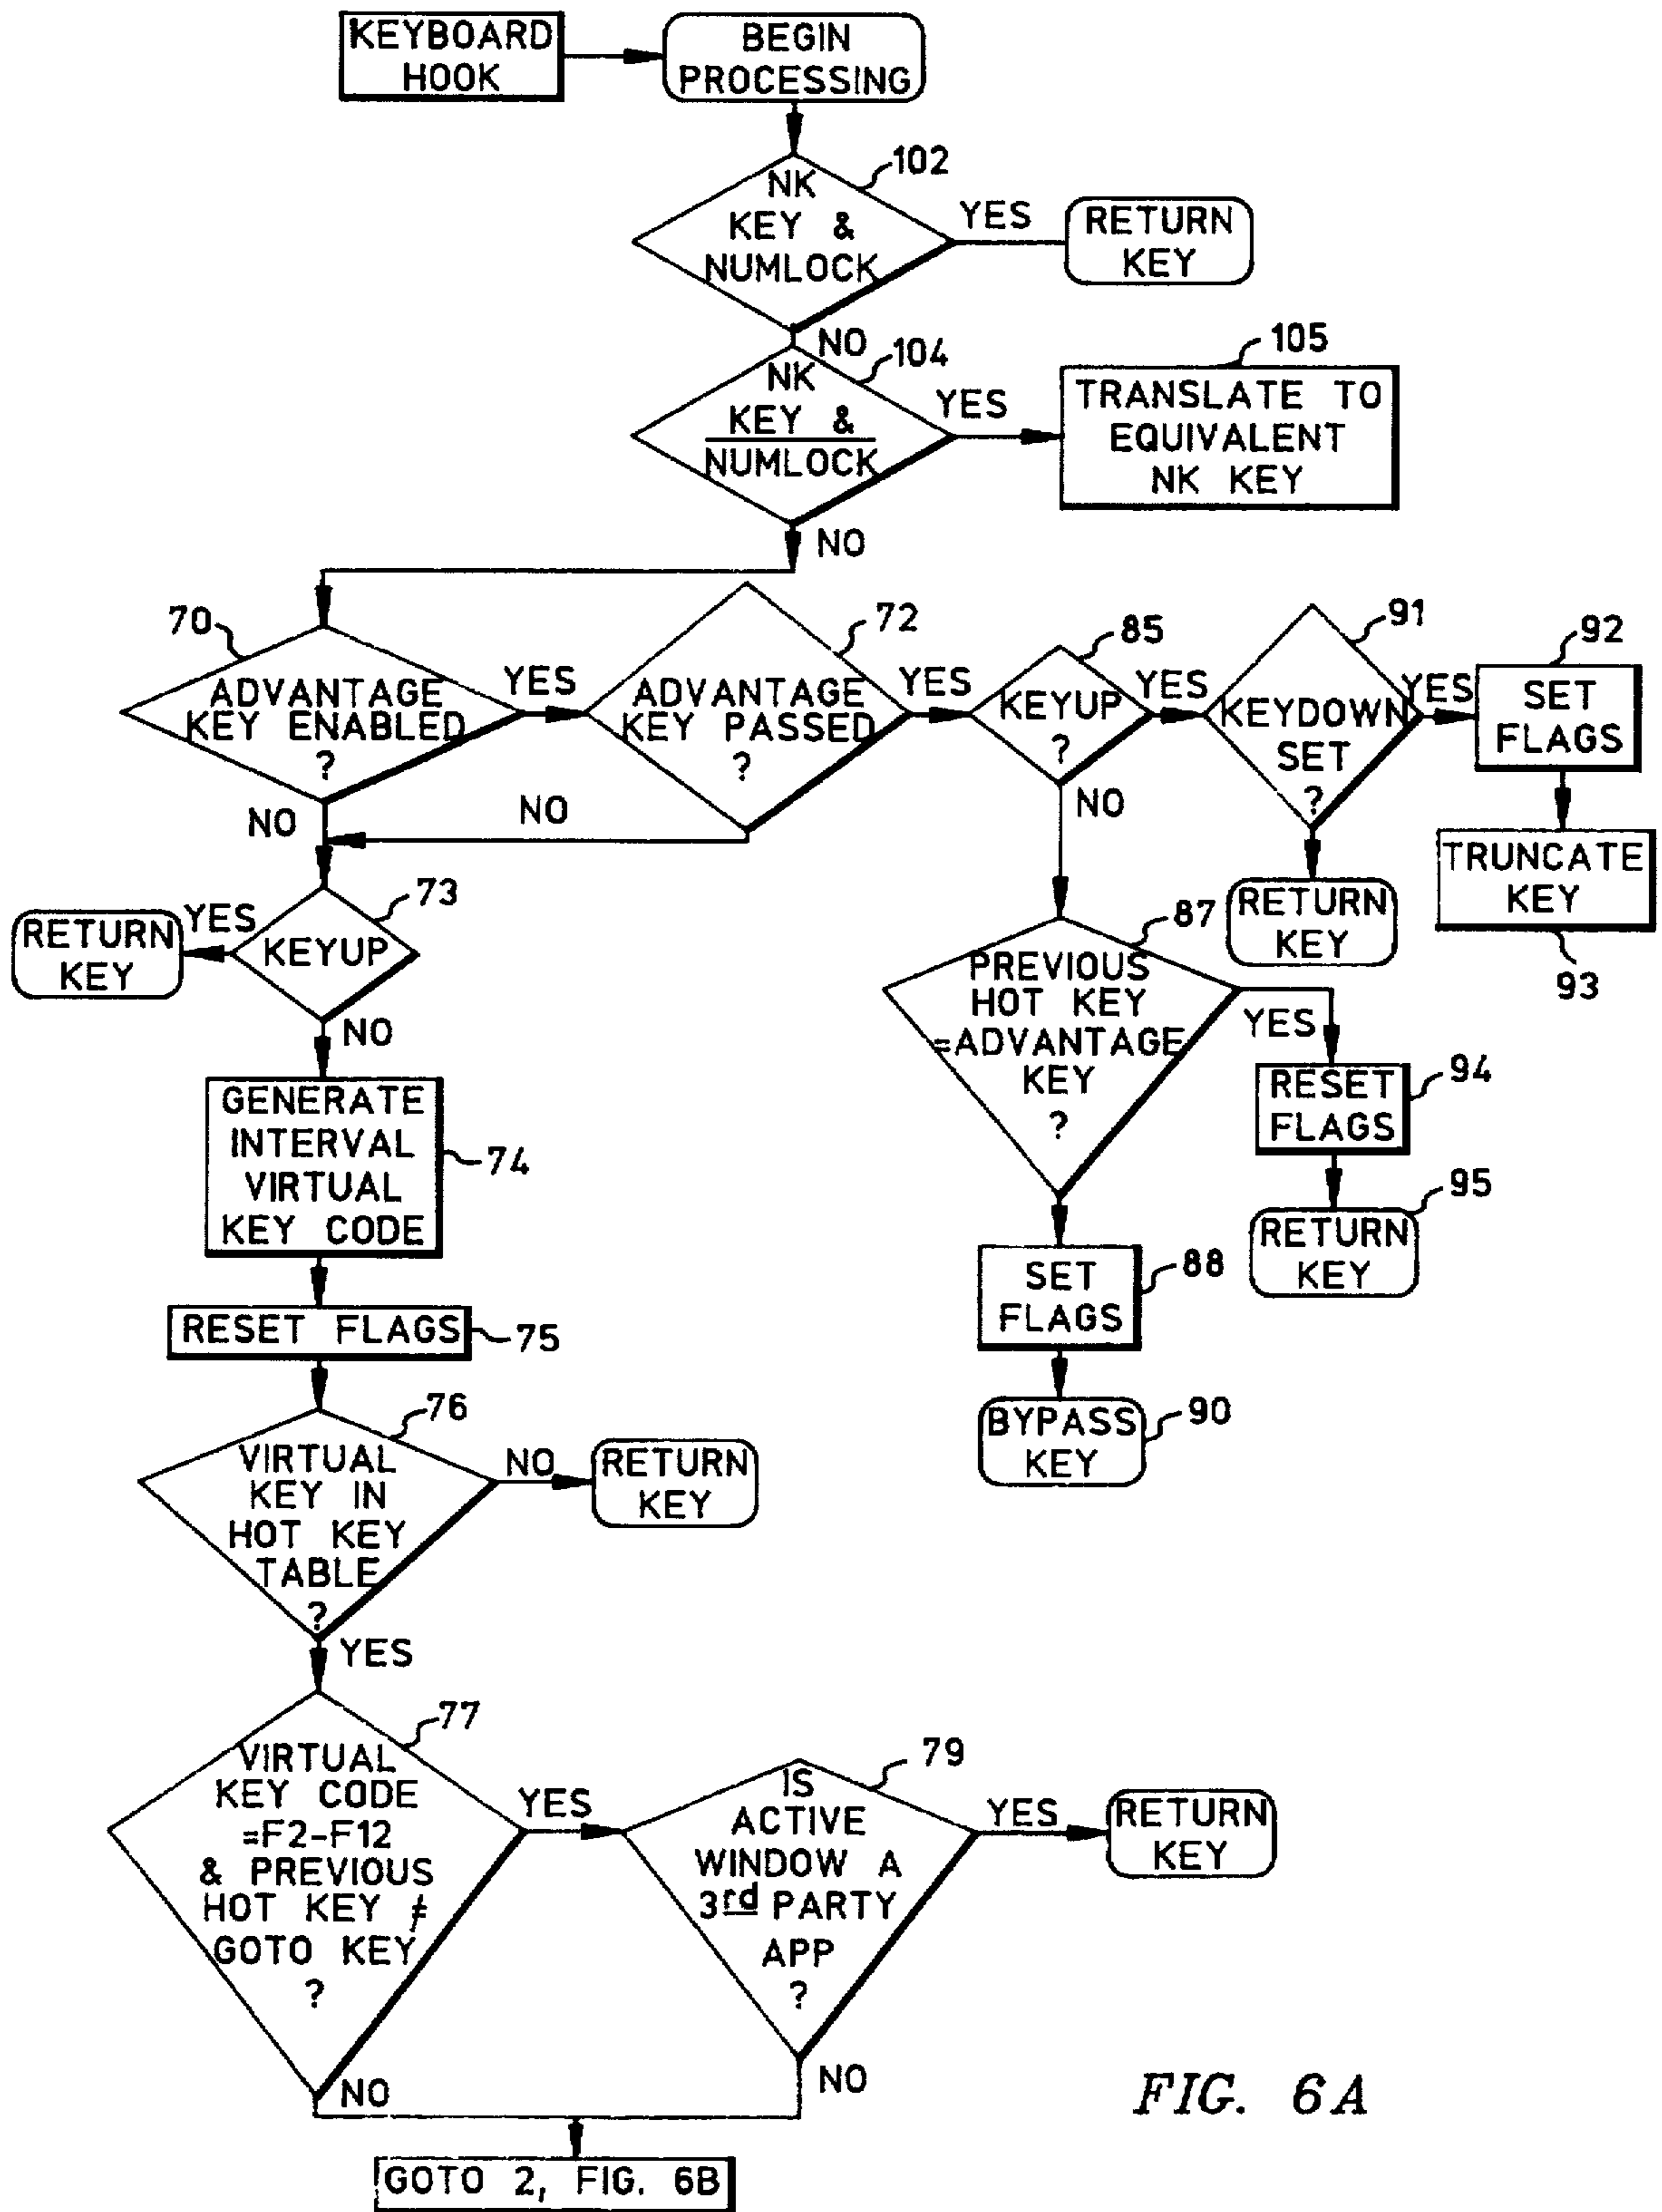 KEYBOARD
HOOK
BEGIN
PROCESSING
102
NK
KEY &
NUMLOCK
YES
RETURN
KEY
NO
104
NK
KEY &
NUMLOCK
YES
105
TRANSLATE TO
EQUIVALENT
NK KEY
NO
70
ADVANTAGE
KEY ENABLED
?
YES
NO
72
ADVANTAGE
KEY PASSED
?
YES
NO
85
KEYUP
?
YES
NO
91
KEYDOWN
SET
?
YES
92
SET
FLAGS
TRUNCATE
KEY
93
RETURN
KEY
73
KEYUP
YES
RETURN
KEY
NO
87
PREVIOUS
HOT KEY
=ADVANTAGE
KEY
?
YES
RESET
FLAGS
94
RETURN
KEY
95
SET
FLAGS
88
BYPASS
KEY
90
GENERATE
INTERVAL
VIRTUAL
KEY CODE
74
RESET FLAGS
75
76
VIRTUAL
KEY IN
HOT KEY
TABLE
?
NO
RETURN
KEY
YES
77
VIRTUAL
KEY CODE
=F2-F12
& PREVIOUS
HOT KEY ≠
GOTO KEY
?
YES
NO
79
IS
ACTIVE
WINDOW A
3rd PARTY
APP
?
YES
RETURN
KEY
NO
GOTO 2, FIG. 6B
FIG. 6A